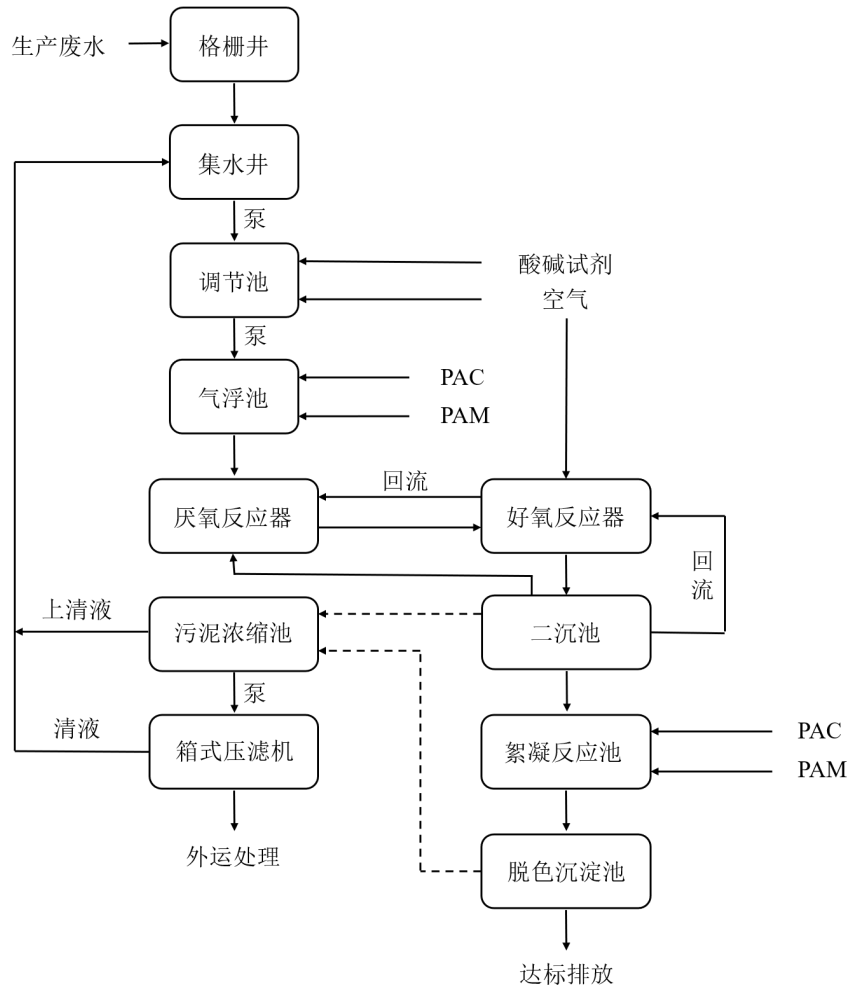 生产废水
格栅井
集水井
泵
调节池
酸碱试剂
空气
泵
气浮池
PAC
PAM
厌氧反应器
回流
好氧反应器
回
流
上清液
污泥浓缩池
二沉池
泵
清液
箱式压滤机
絮凝反应池
PAC
PAM
外运处理
脱色沉淀池
达标排放